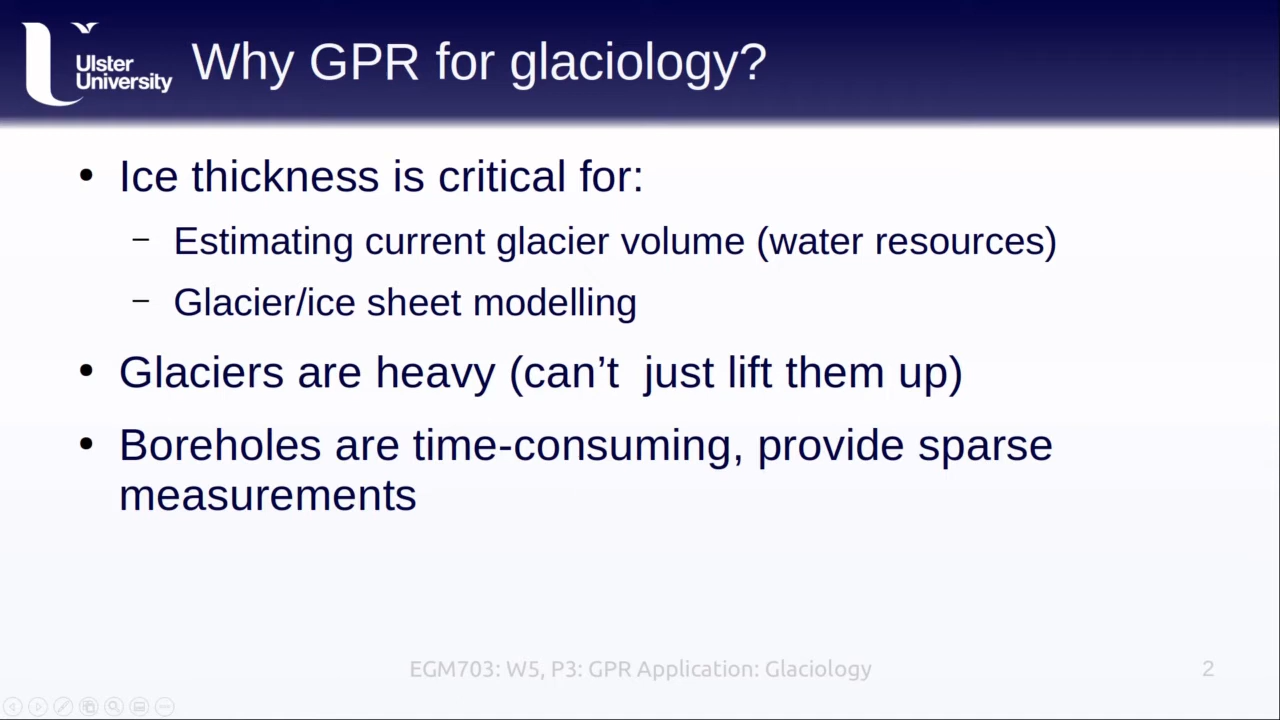 Ulster
University
Why GPR for glaciology?
• Ice thickness is critical for:
– Estimating current glacier volume (water resources)
– Glacier/ice sheet modelling
• Glaciers are heavy (can’t  just lift them up)
• Boreholes are time-consuming, provide sparse
measurements
EGM703: W5, P3: GPR Application: Glaciology
2